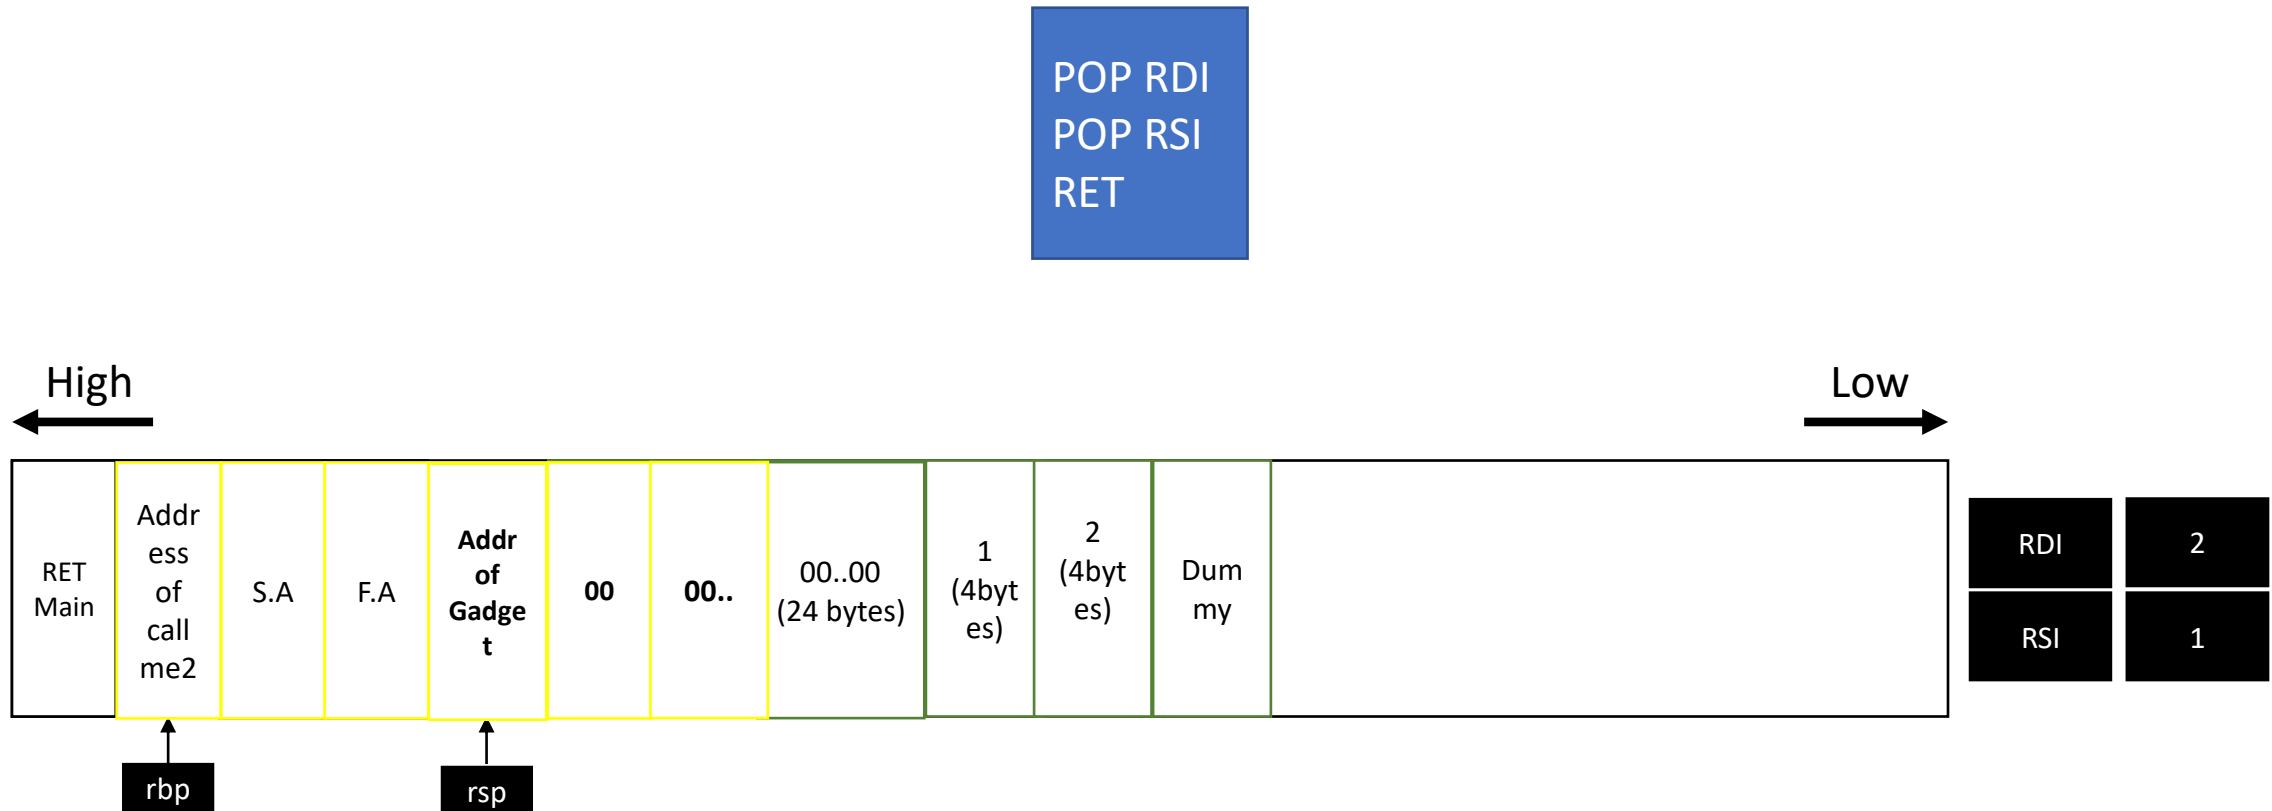 POP RDI
POP RSI
RET
High
Low
RET
Main
Addr
ess
of
call
me2
S.A
F.A
Addr
of
Gadge
t
00
00..
00..00
(24 bytes)
1
(4byt
es)
2
(4byt
es)
Dum
my
RDI
2
RSI
1
rbp
rsp